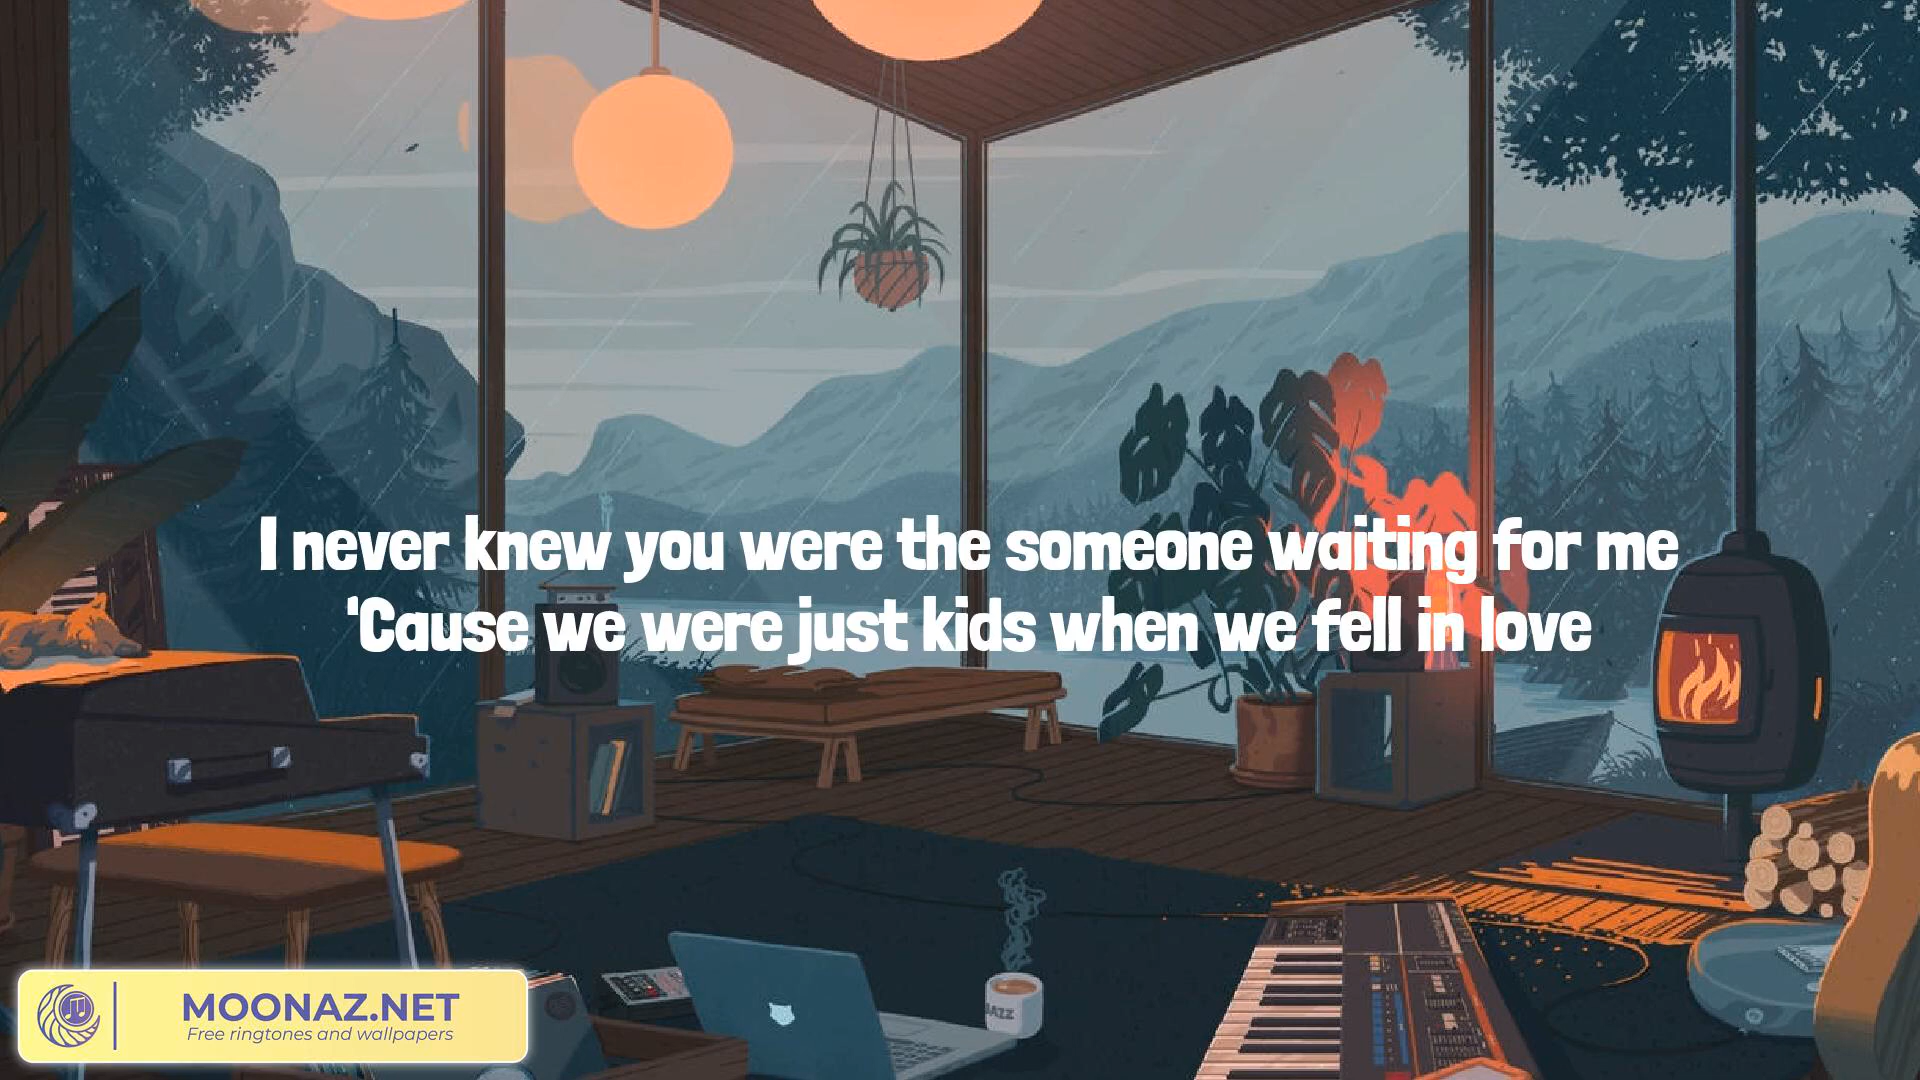 I never knew you were the someone waiting for me
'Cause we were just kids when we fell in love
JAZZ
MOONAZ.NET
Free ringtones and wallpapers